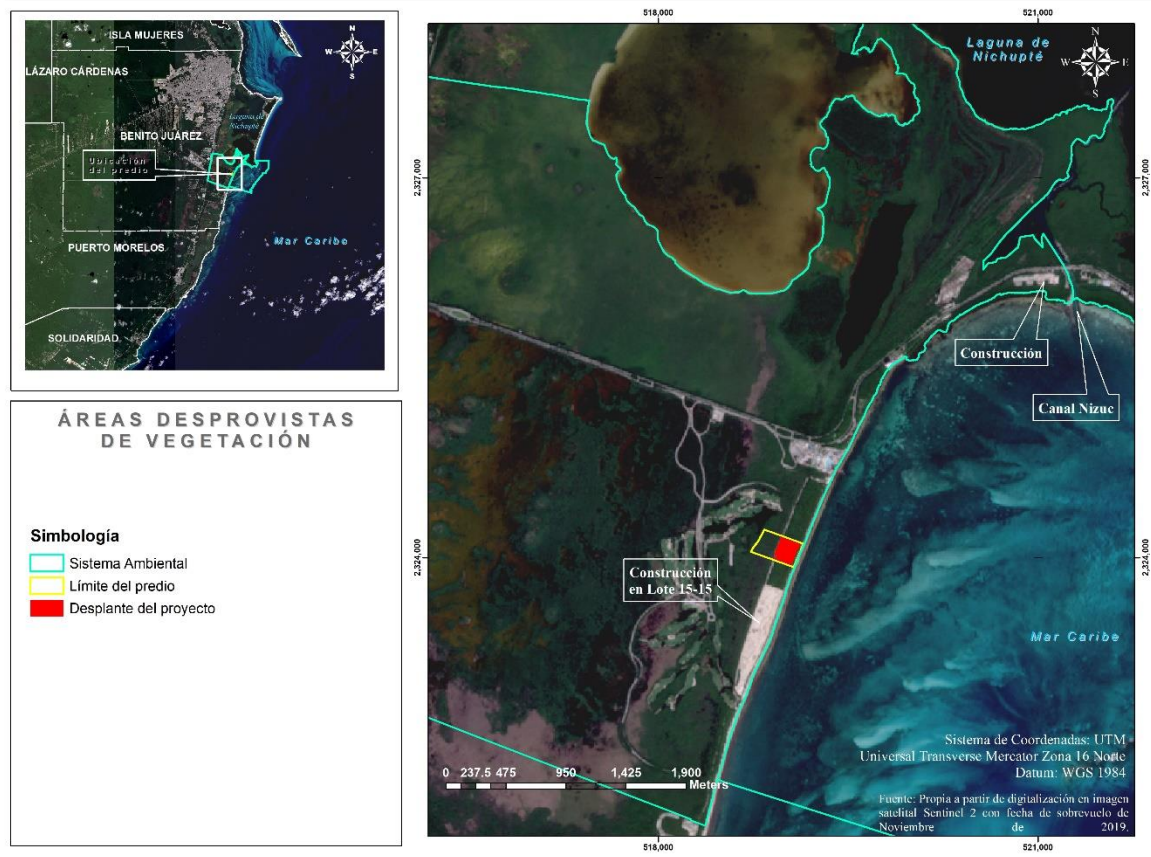 ISLA MUJERES
N
W
E
S
LÁZARO CÁRDENAS
Laguna de
Nichupté
BENITO JUÁREZ
Ubicación
del predio
PUERTO MORELOS
Mar Caribe
SOLIDARIDAD
ÁREAS DESPROVISTAS
DE VEGETACIÓN
Simbología
Sistema Ambiental
Límite del predio
Desplante del proyecto
518,000
521,000
Laguna de
Nichupté
N
W
E
S
2,327,000
2,327,000
Construcción
Canal Nizuc
2,324,000
2,324,000
Construcción
en Lote 15-15
Mar Caribe
Sistema de Coordenadas: UTM
Universal Transverse Mercator Zona 16 Norte
Datum: WGS 1984
0 237.5 475 950 1,425 1,900
Meters
Fuente: Propia a partir de digitalización en imagen
satelital Sentinel 2 con fecha de sobrevuelo de
Noviembre de 2019.
518,000
521,000